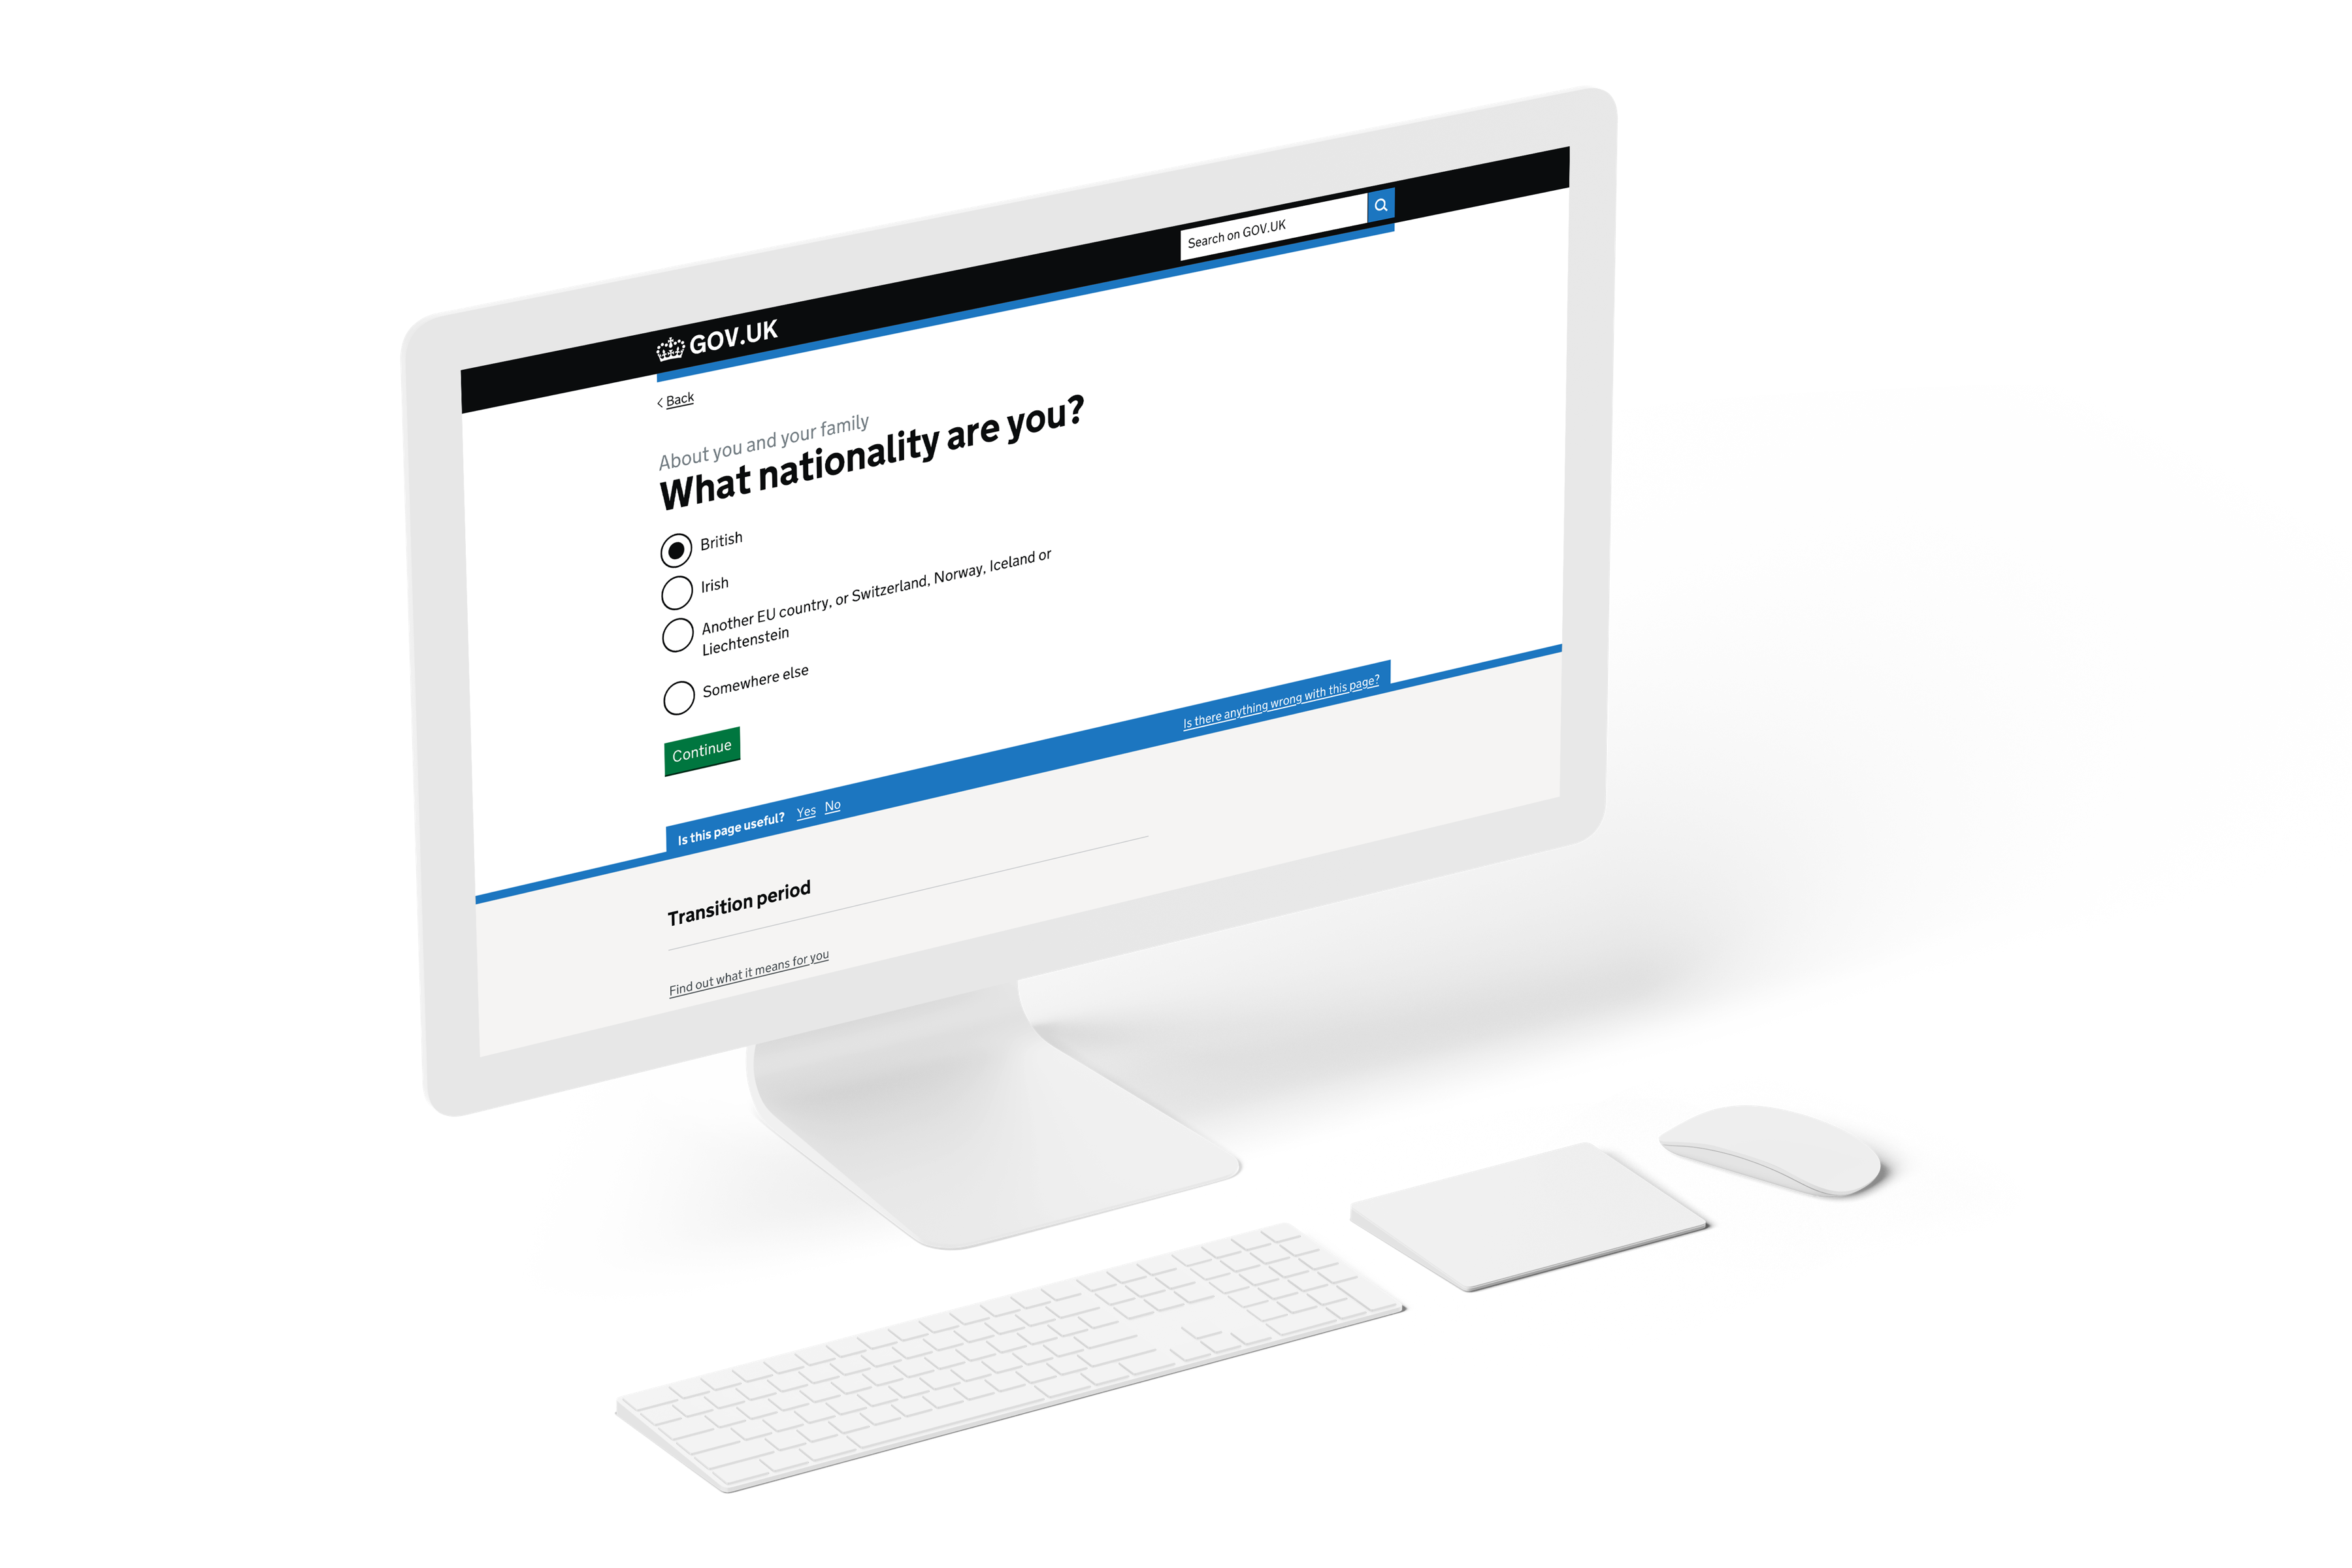 GOV.UK
Search on GOV.UK
Back
About you and your family
What nationality are you?
British
Irish
Another EU country, or Switzerland, Norway, Iceland or
Liechtenstein
Somewhere else
Continue
Is this page useful? Yes No
Is there anything wrong with this page?
Transition period
Find out what it means for you